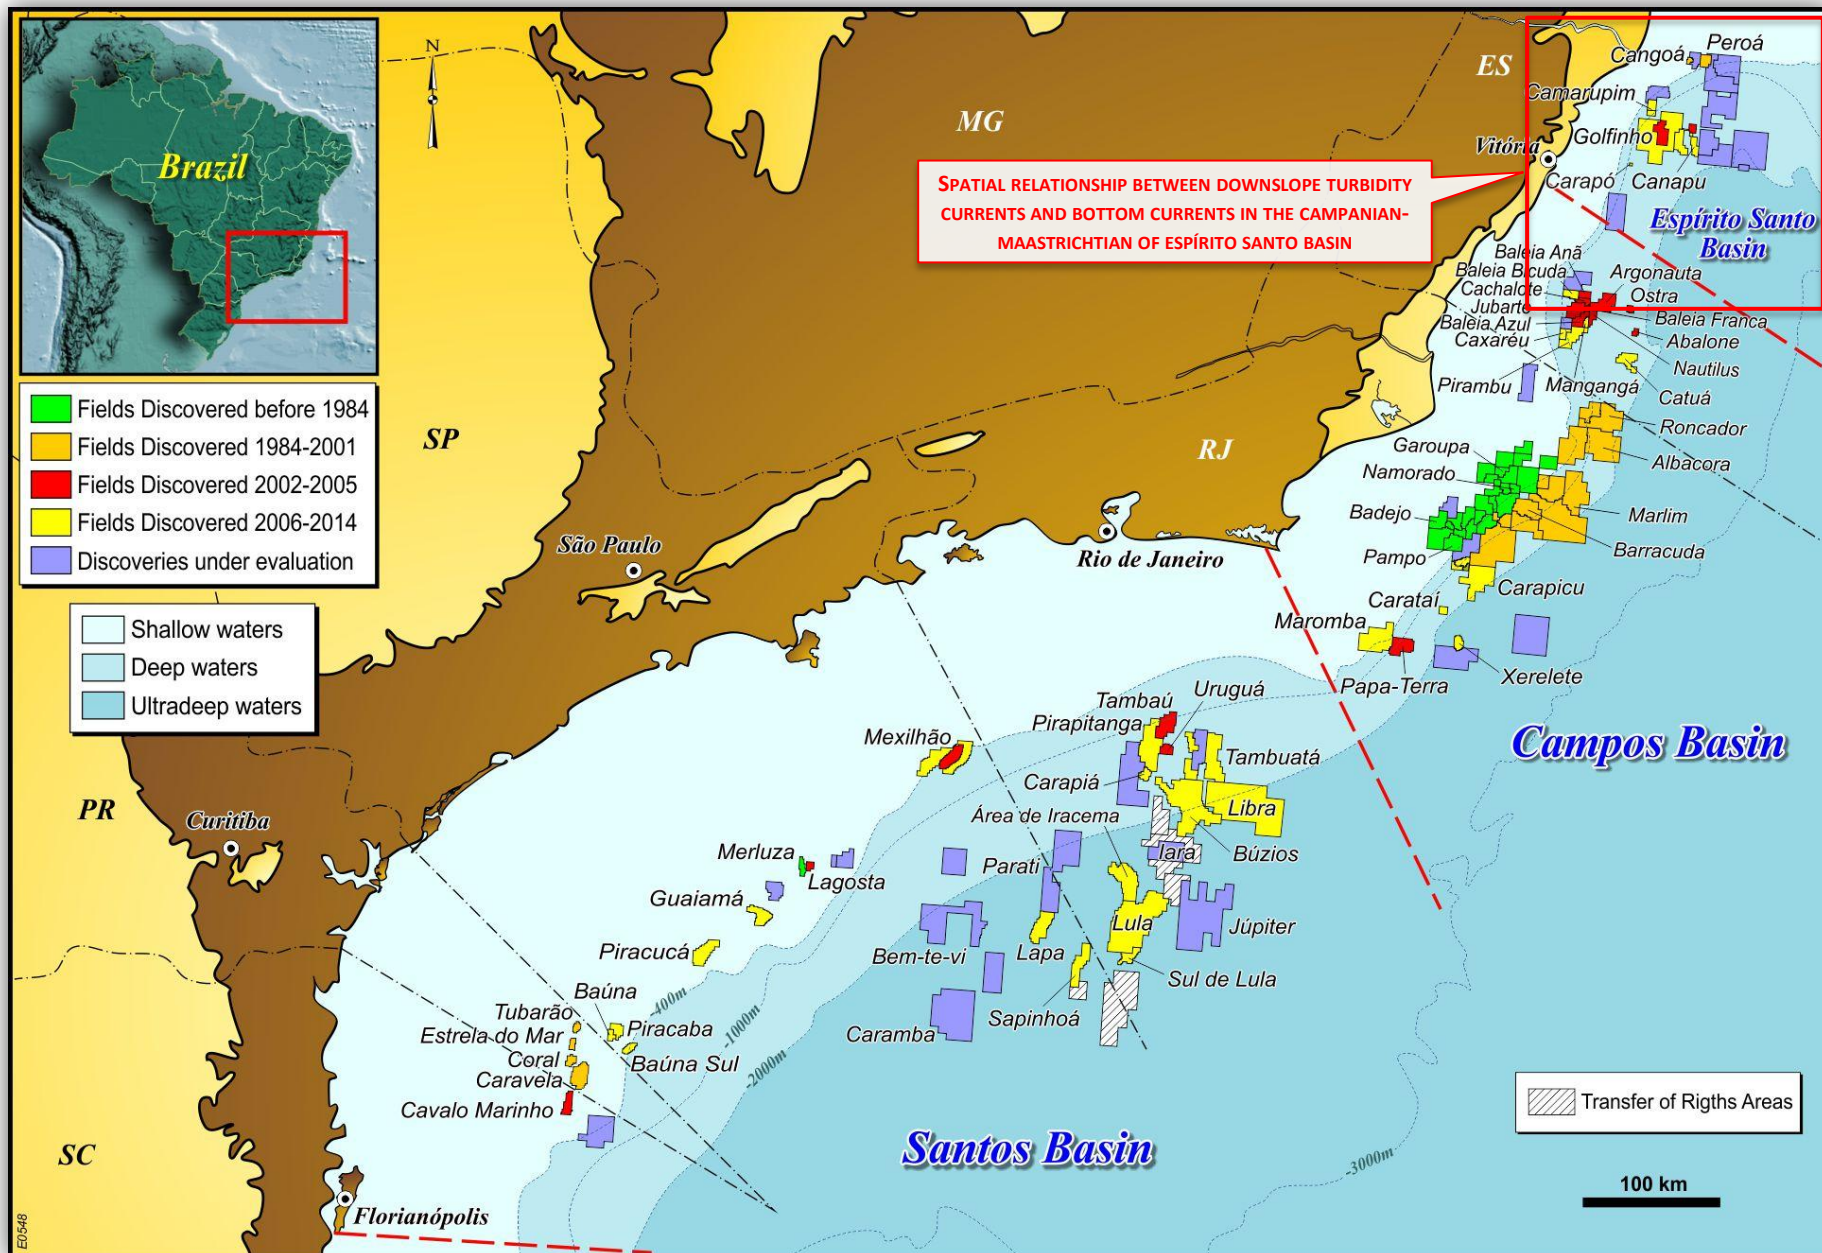 Brazil
N
Fields Discovered before 1984
Fields Discovered 1984-2001
Fields Discovered 2002-2005
Fields Discovered 2006-2014
Discoveries under evaluation
Shallow waters
Deep waters
Ultradeep waters
SPATIAL RELATIONSHIP BETWEEN DOWNSLOPE TURBIDITY
CURRENTS AND BOTTOM CURRENTS IN THE CAMPANIAN-
MAASTRICHTIAN OF ESPÍRITO SANTO BASIN
ES
MG
SP
RJ
PR
SC
Vitória
São Paulo
Rio de Janeiro
Curitiba
Florianópolis
Cangoá
Peroá
Camarupim
Golfinho
Carapó
Canapu
Espírito Santo
Basin
Baleia Anã
Baleia Bicuda
Argonauta
Cachalote
Ostra
Jubarte
Baleia Franca
Baleia Azul
Abalone
Caxaréu
Nautilus
Pirambu
Mangangá
Catuá
Roncador
Garoupa
Albacora
Namorado
Badejo
Marlim
Barracuda
Pampo
Carapicu
Carataí
Maromba
Xerelete
Papa-Terra
Campos Basin
Uruguá
Tambaú
Pirapitanga
Mexilhão
Tambuatá
Carapiá
Libra
Área de Iracema
Búzios
Iara
Merluza
Parati
Lagosta
Guaiamá
Lula
Júpiter
Piracucá
Bem-te-vi
Lapa
Sul de Lula
Baúna
Tubarão
Sapinhoá
Piracaba
Caramba
Estrela do Mar
Coral
Baúna Sul
Caravela
Cavalo Marinho
-400m
-1000m
-2000m
-3000m
Santos Basin
Transfer of Rigths Areas
100 km
E0548